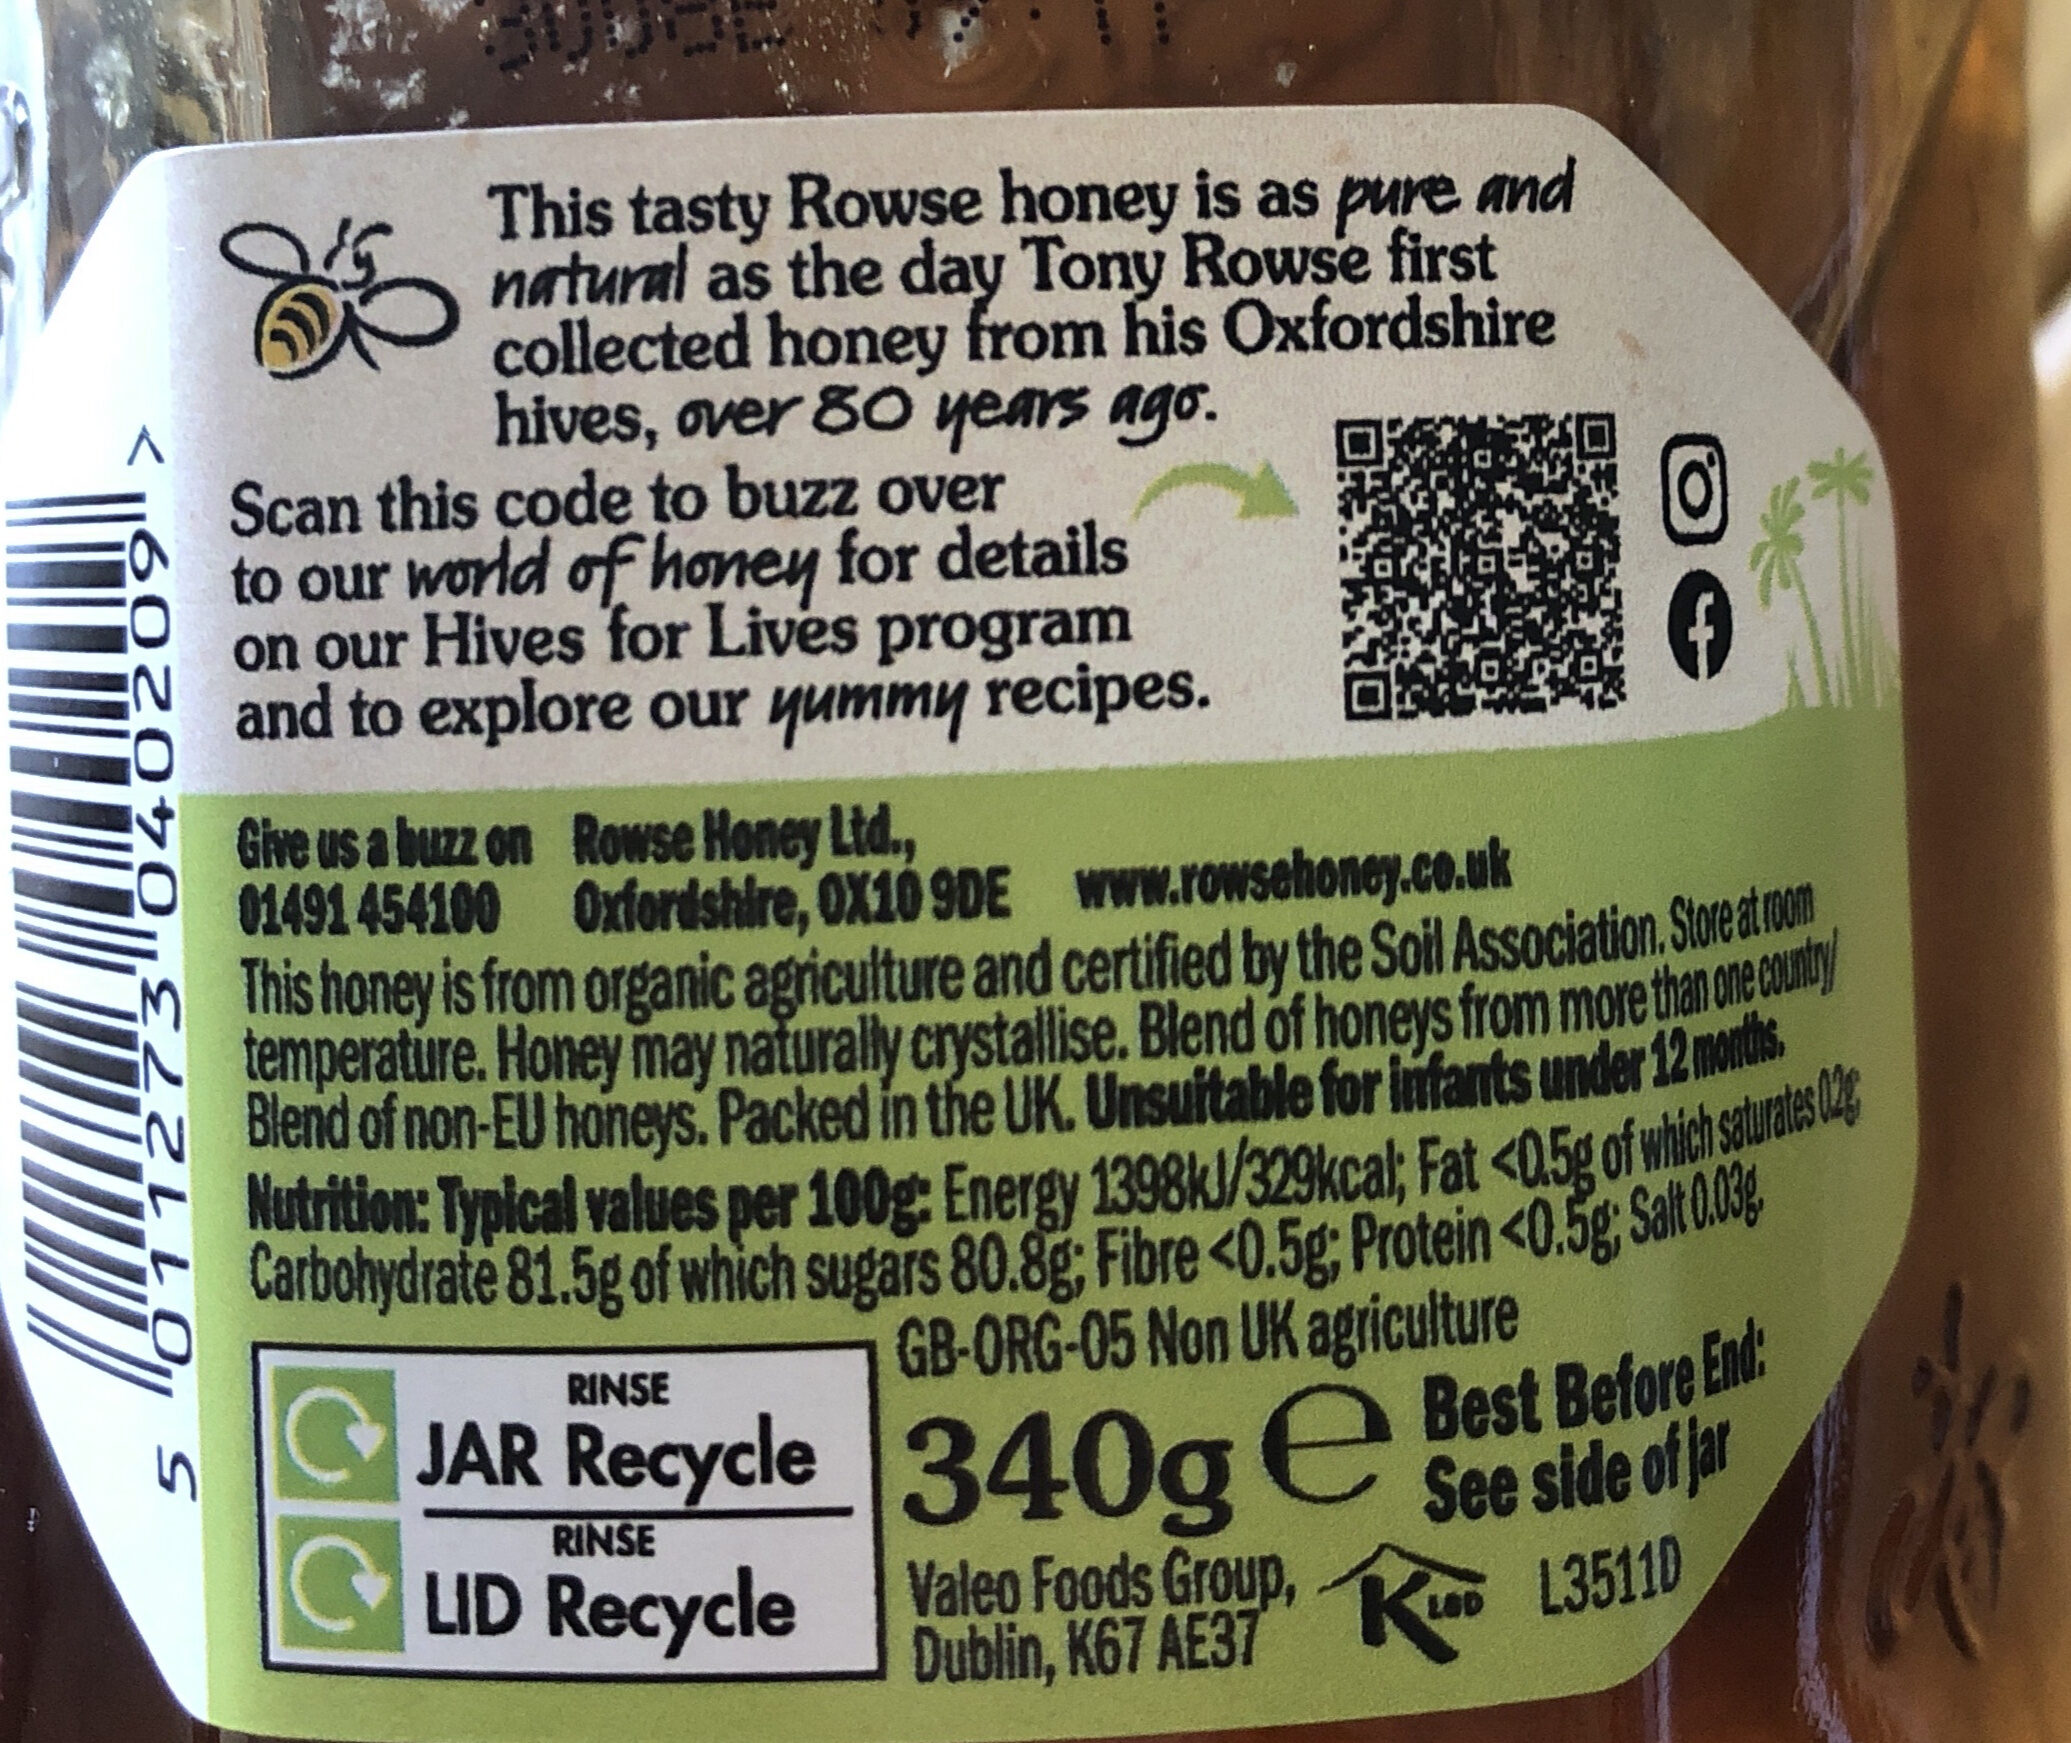 This tasty Rowse honey is as pure and
natural as the day Tony Rowse first
collected honey from his Oxfordshire
hives, over 80 years ago.
Scan this code to buzz over
to our world of honey for details
on our Hives for Lives program
and to explore our yummy recipes.
Give us a buzz on
01491 454100
Rowse Honey Ltd.,
Oxfordshire, OX10 9DE
www.rowsehoney.co.uk
This honey is from organic agriculture and certified by the Soil Association. Store at room
temperature. Honey may naturally crystallise. Blend of honeys from more than one country/
Blend of non-EU honeys. Packed in the UK. Unsuitable for infants under 12 months.
Nutrition: Typical values per 100g: Energy 1398kJ/329kcal; Fat <0.5g of which saturates 0.2g;
Carbohydrate 81.5g of which sugars 80.8g; Fibre <0.5g; Protein <0.5g; Salt 0.03g.
GB-ORG-05 Non UK agriculture
RINSE
JAR Recycle
RINSE
LID Recycle
340g e
Best Before End:
See side of jar
Valeo Foods Group,
Dublin, K67 AE37
KLBD
L3511D
5 011273 040209 >